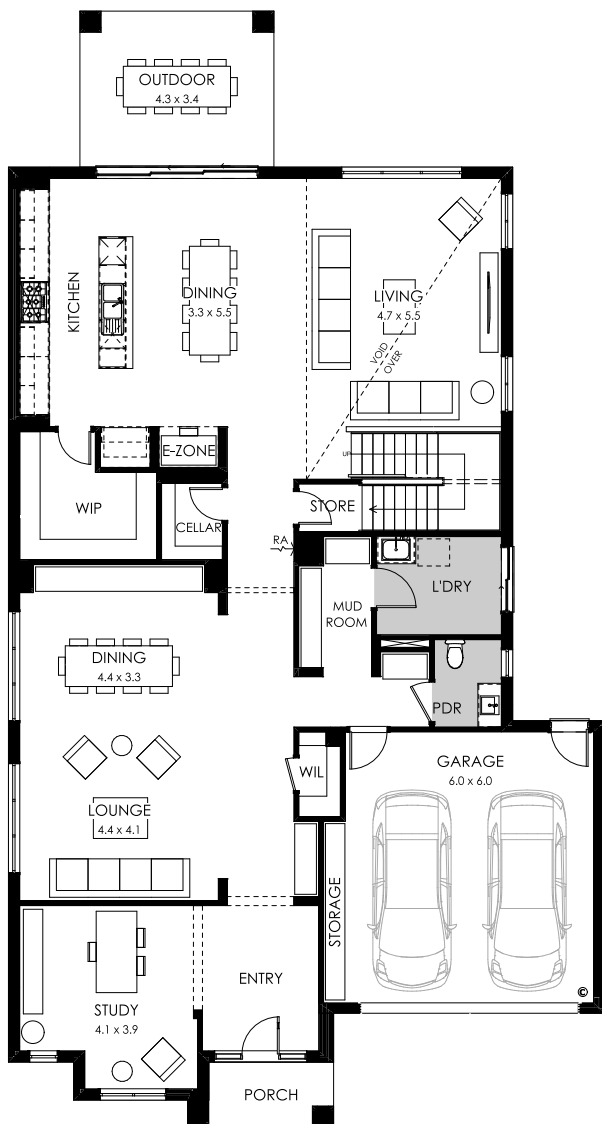 OUTDOOR
4.3 x 3.4
KITCHEN
DINING
3.3 x 5.5
LIVING
4.7 x 5.5
VOID
OVER
E-ZONE
UP
WIP
CELLAR
STORE
RA
L'DRY
MUD
ROOM
DINING
4.4 x 3.3
PDR
GARAGE
6.0 x 6.0
WIL
LOUNGE
4.4 x 4.1
STORAGE
ENTRY
STUDY
4.1 x 3.9
©
PORCH